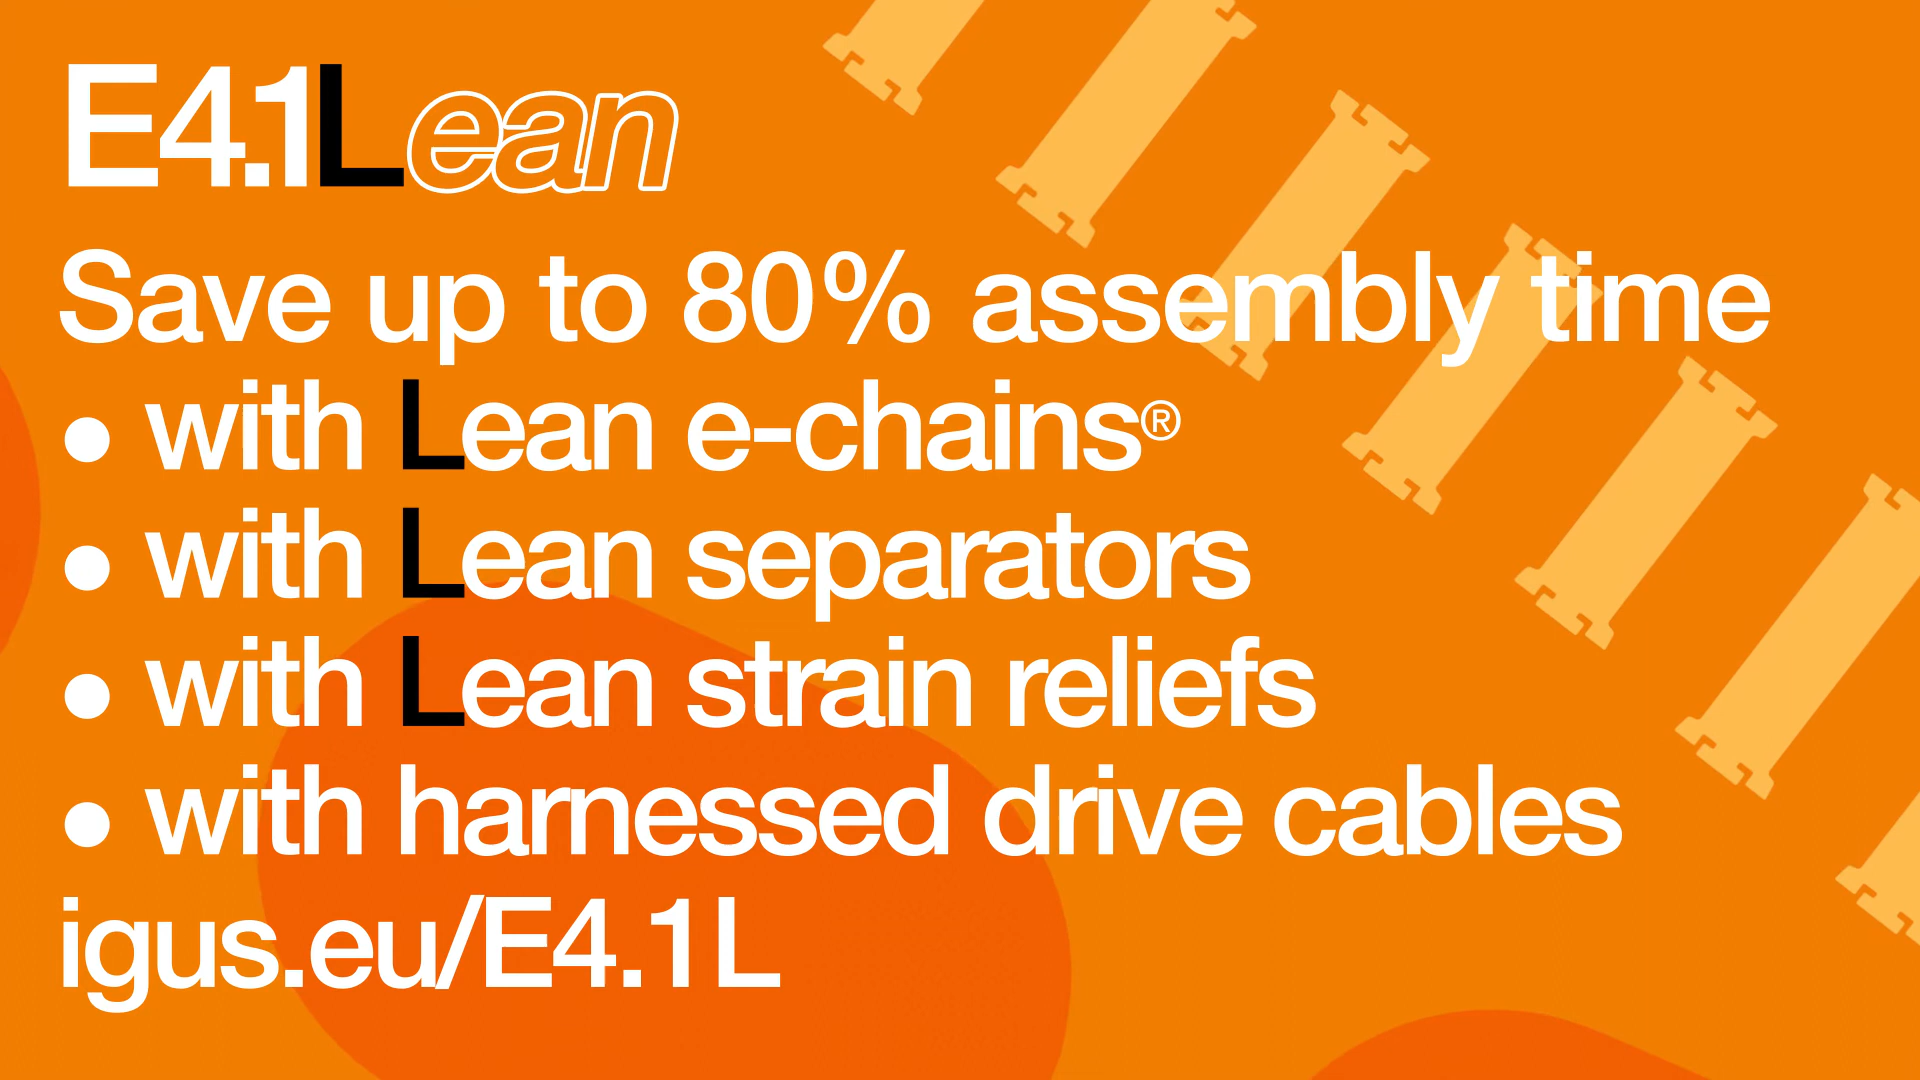 E4.1Lean
Save up to 80% assembly time
• with Lean e-chains®
• with Lean separators
• with Lean strain reliefs
• with harnessed drive cables
igus.eu/E4.1L